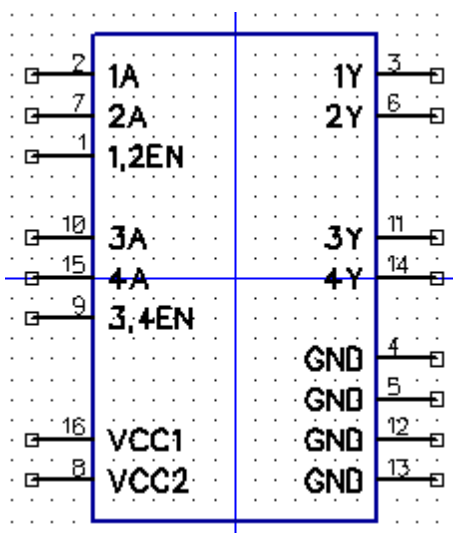 2 1A 1Y 3
7 2A 2Y 6
1 1,2EN
10 3A 3Y 11
15 4A 4Y 14
9 3,4EN
GND 4
GND 5
16 VCC1 GND 12
8 VCC2 GND 13